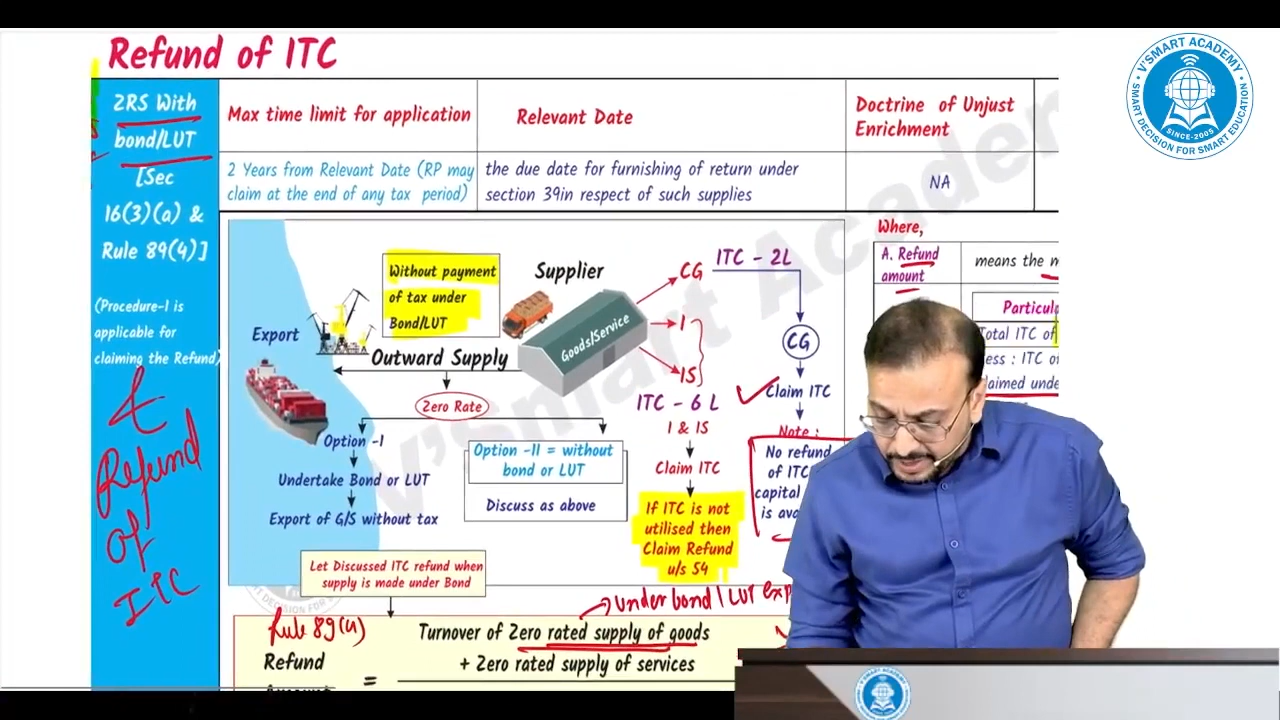 Refund of ITC
ZRS With
bond/LUT
[Sec
16(3)(a) &
Rule 89(4)]
(Procedure-I is
applicable for
claiming the Refund)
& Refund
of
ITC
Max time limit for application
Relevant Date
Doctrine of Unjust
Enrichment
2 Years from Relevant Date (RP may
claim at the end of any tax period)
the due date for furnishing of return under
section 39in respect of such supplies
NA
Without payment
of tax under
Bond/LUT
Supplier
Goods/Service
Export
Outward Supply
Zero Rate
Option -I
Undertake Bond or LUT
Export of G/S without tax
Option -II = without
bond or LUT
Discuss as above
CG
I
IS
ITC - 2L
CG
Claim ITC
Note :
No refund
of ITC
capital
is
ITC - 6 L
I & IS
Claim ITC
If ITC is not
utilised then
Claim Refund
u/s 54
Let Discussed ITC refund when
supply is made under Bond
Where,
A. Refund
amount
means the
Total ITC of
under bond / LUT
Rule 89(4)
Refund
=
Turnover of Zero rated supply of goods
+ Zero rated supply of services
V'Smart Academy
V'SMART ACADEMY
SMART DECISION FOR SMART EDUCATION
SINCE-2005